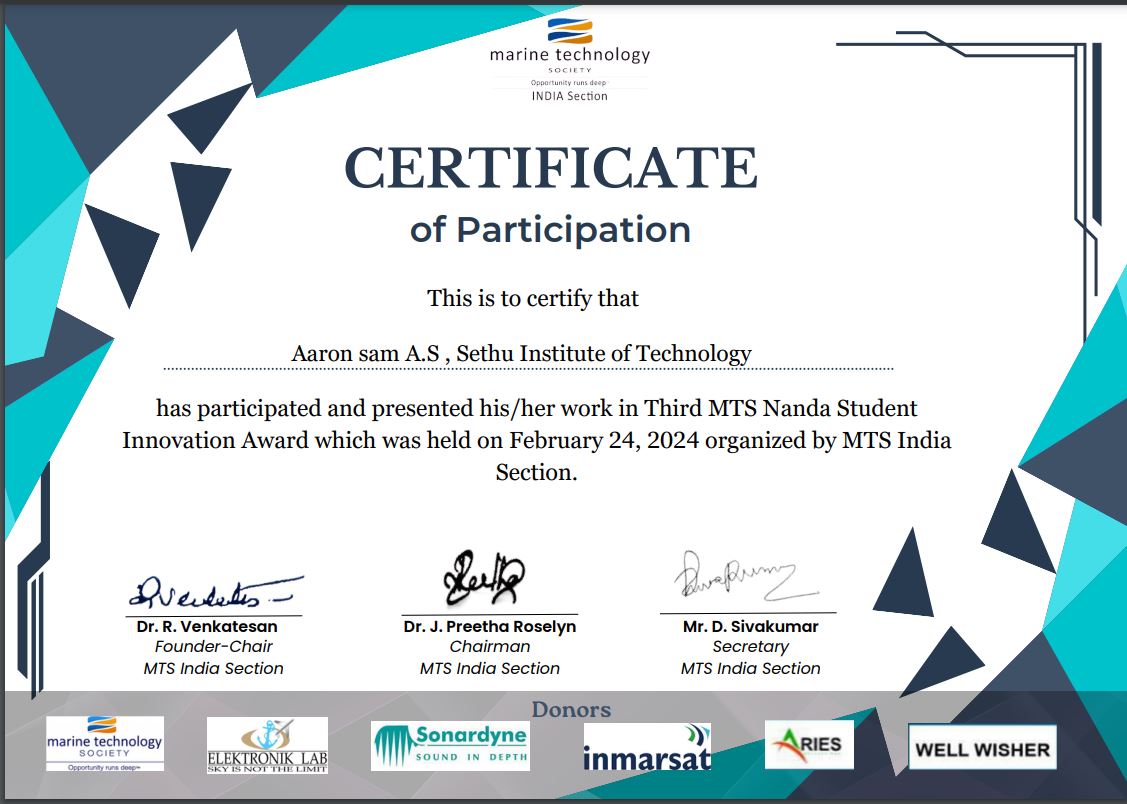 marine technology
SOCIETY
Opportunity runs deep
INDIA Section
CERTIFICATE
of Participation
This is to certify that
Aaron sam A.S , Sethu Institute of Technology
has participated and presented his/her work in Third MTS Nanda Student
Innovation Award which was held on February 24, 2024 organized by MTS India
Section.
Dr. R. Venkatesan
Founder-Chair
MTS India Section
Dr. J. Preetha Roselyn
Chairman
MTS India Section
Mr. D. Sivakumar
Secretary
MTS India Section
Donors
marine technology
SOCIETY
Opportunity runs deep™
ELEKTRONIK LAB
SKY IS NOT THE LIMIT
Sonardyne
SOUND IN DEPTH
inmarsat
ARIES
WELL WISHER